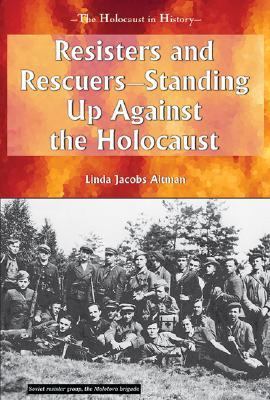 –The Holocaust in History–
Resisters and
Rescuers—Standing
Up Against
the Holocaust
Linda Jacobs Altman
Soviet resister group, the Molotova brigade